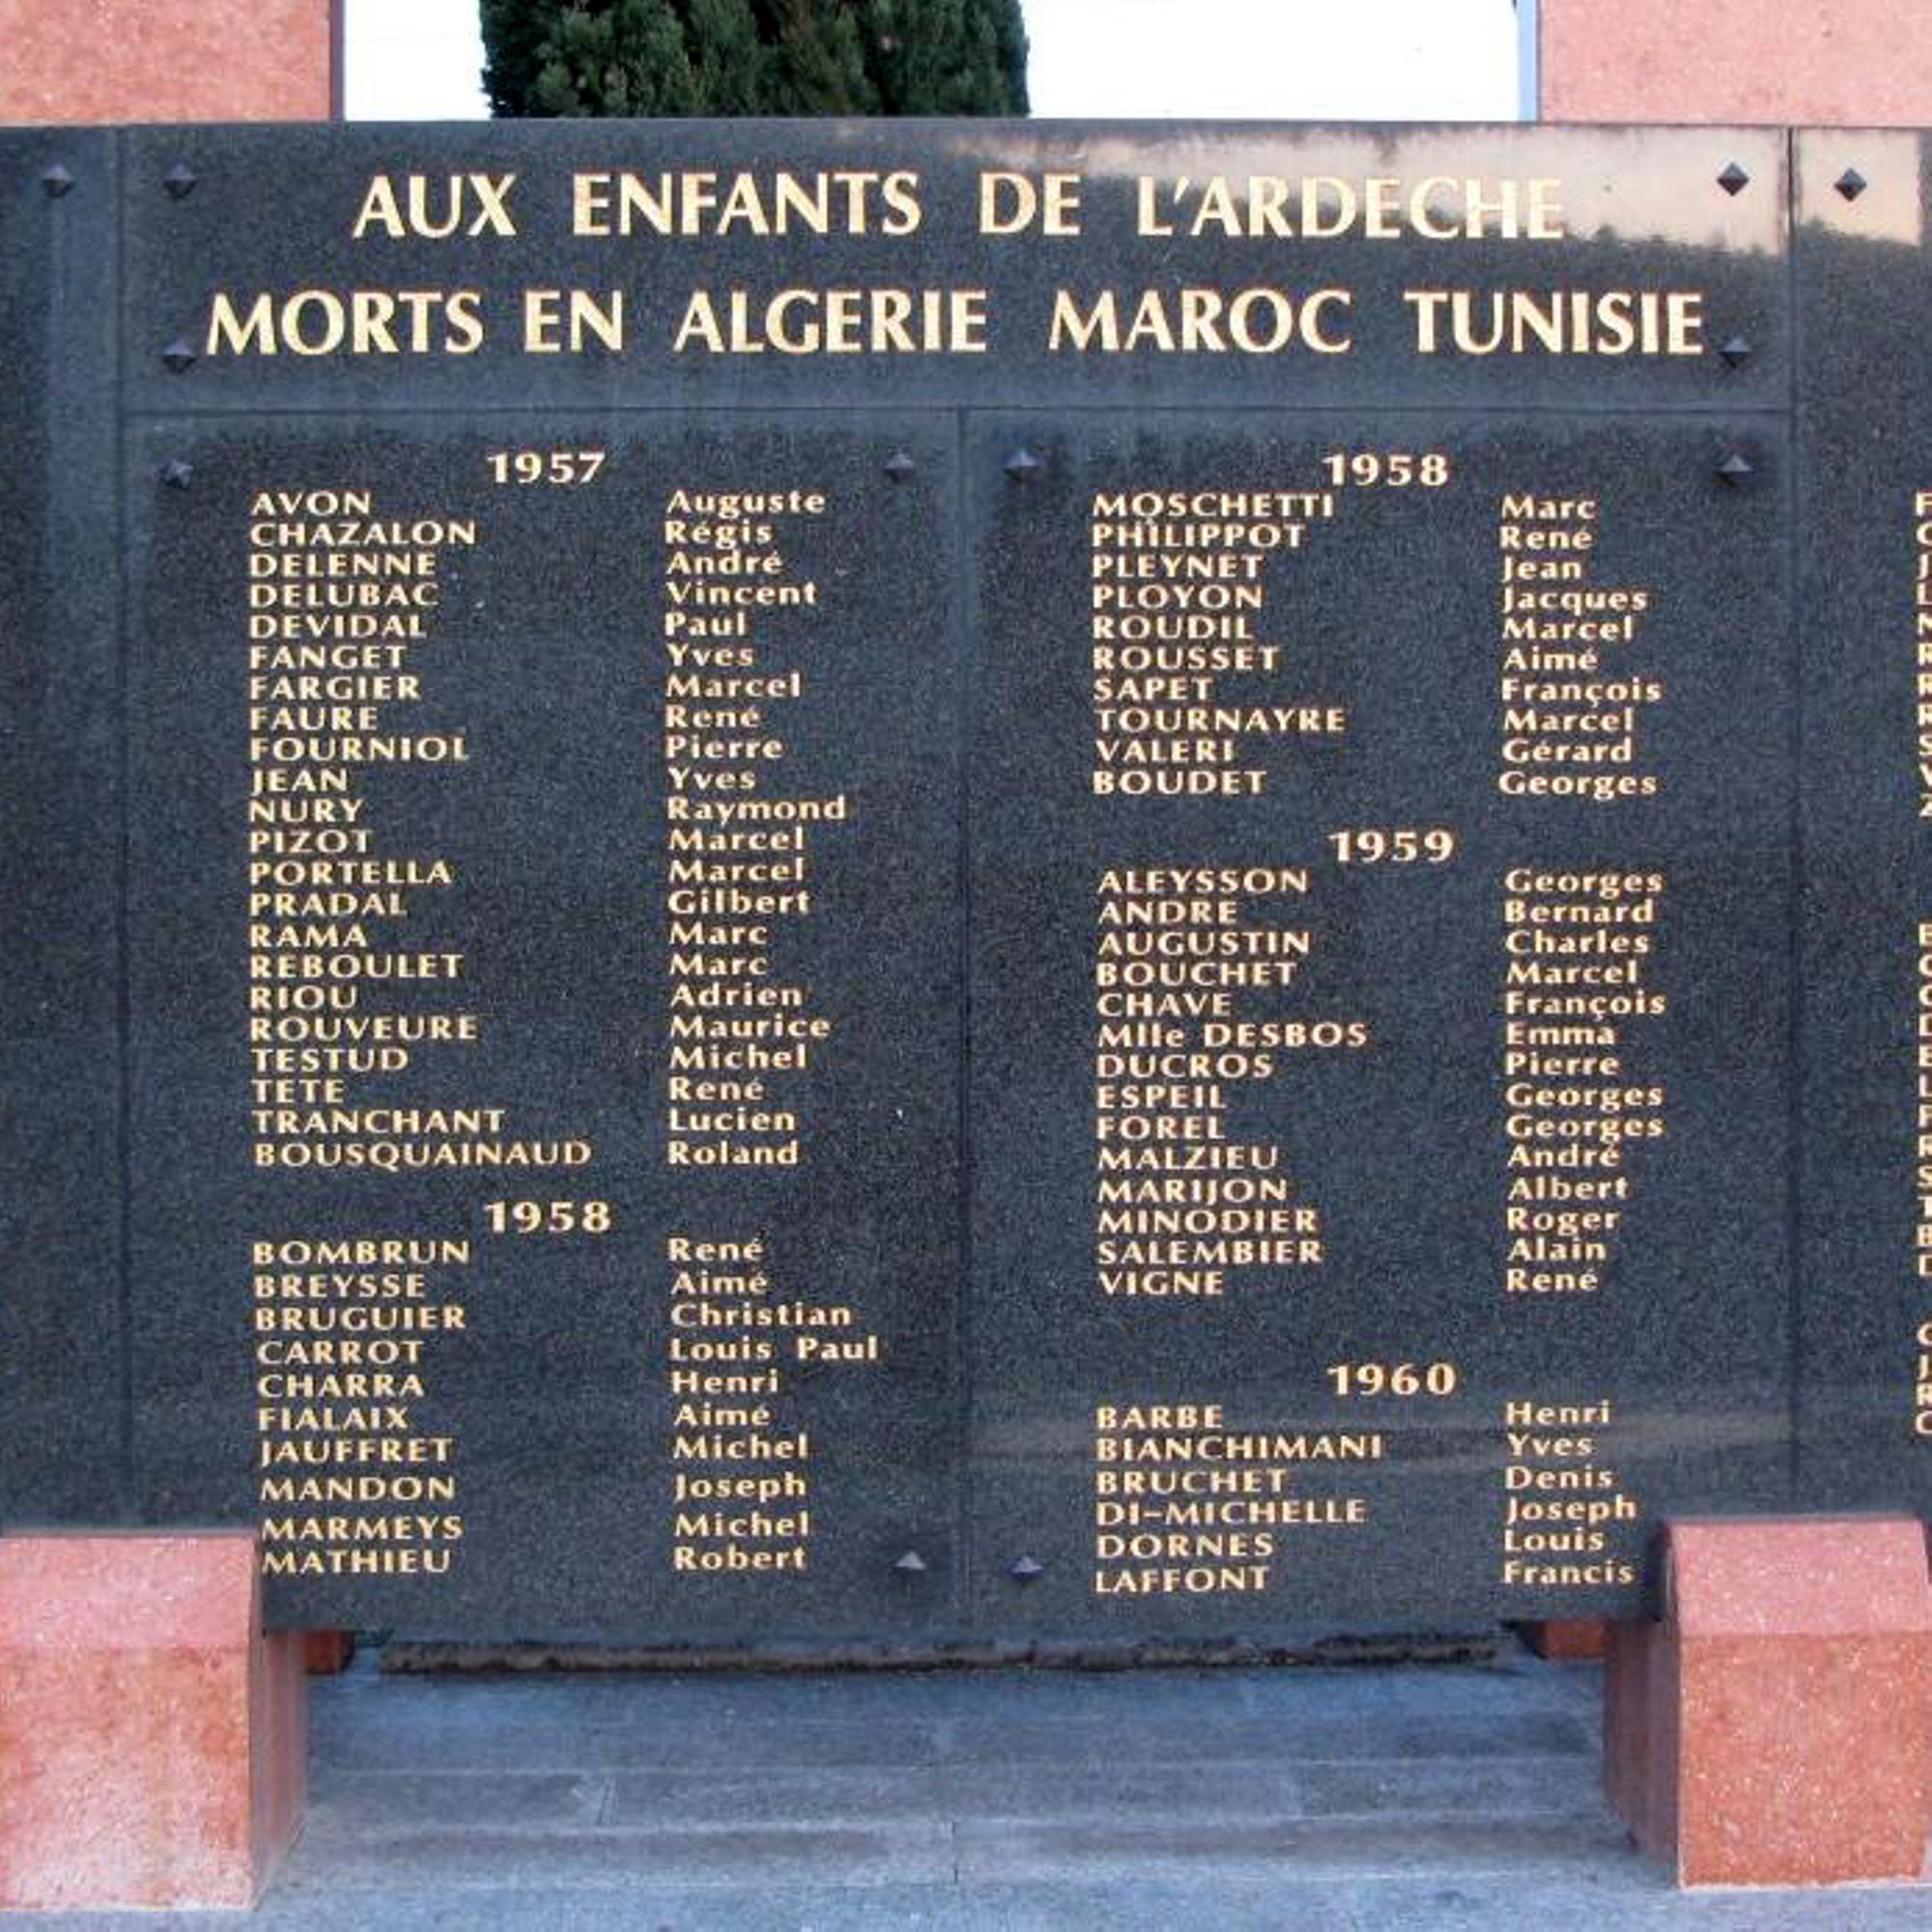 AUX ENFANTS DE L'ARDECHE
MORTS EN ALGERIE MAROC TUNISIE
1957
AVON Auguste
CHAZALON Régis
DELENNE André
DELUBAC Vincent
DEVIDAL Paul
FANGET Yves
FARGIER Marcel
FAURE René
FOURNIOL Pierre
JEAN Yves
NURY Raymond
PIZOT Marcel
PORTELLA Marcel
PRADAL Gilbert
RAMA Marc
REBOULET Marc
RIOU Adrien
ROUVEURE Maurice
TESTUD Michel
TETE René
TRANCHANT Lucien
BOUSQUAINAUD Roland
1958
BOMBRUN René
BREYSSE Aimé
BRUGUIER Christian
CARROT Louis Paul
CHARRA Henri
FIALAIX Aimé
JAUFFRET Michel
MANDON Joseph
MARMEYS Michel
MATHIEU Robert
1958
MOSCHETTI Marc
PHILIPPOT René
PLEYNET Jean
PLOYON Jacques
ROUDIL Marcel
ROUSSET Aimé
SAPET François
TOURNAYRE Marcel
VALERI Gérard
BOUDET Georges
1959
ALEYSSON Georges
ANDRE Bernard
AUGUSTIN Charles
BOUCHET Marcel
CHAVE François
Mlle DESBOS Emma
DUCROS Pierre
ESPEIL Georges
FOREL Georges
MALZIEU André
MARIJON Albert
MINODIER Roger
SALEMBIER Alain
VIGNE René
1960
BARBE Henri
BIANCHIMANI Yves
BRUCHET Denis
DI-MICHELLE Joseph
DORNES Louis
LAFFONT Francis